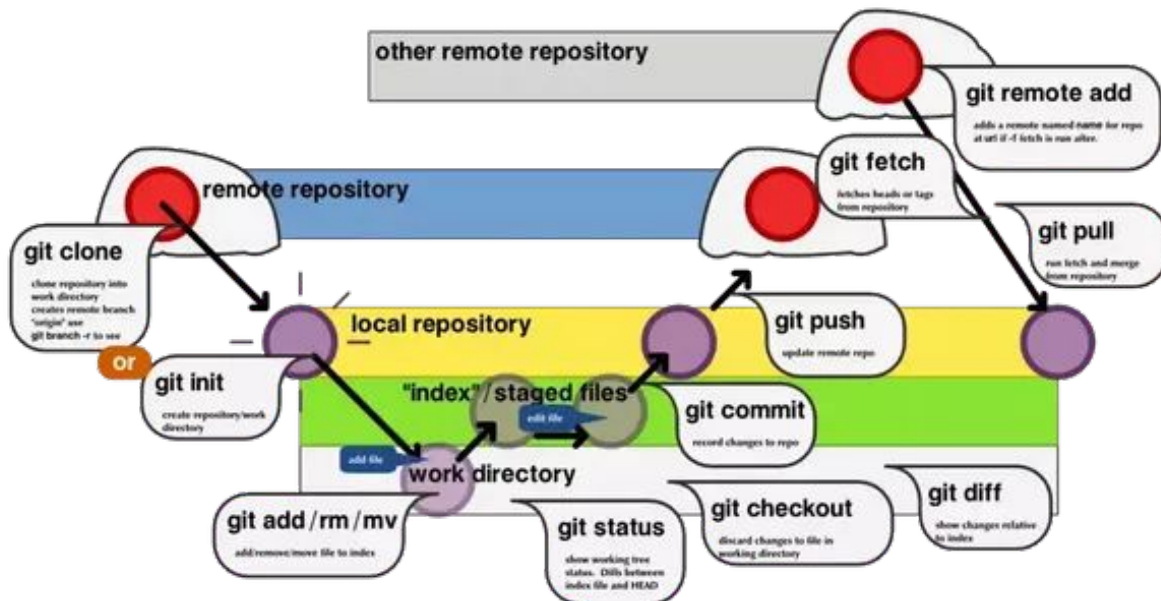 other remote repository
git remote add
adds a remote named name for repo
at url if -f fetch is run after.
git fetch
fetches heads or tags
from repository
remote repository
git clone
clone repository into
work directory
creates remote branch
"origin" use
git branch -r to see
or
git init
create repository/work
directory
git pull
run fetch and merge
from repository
local repository
git push
update remote repo
"index"/staged files
edit file
git commit
record changes to repo
add file
work directory
git add/rm/mv
add/remove/move file to index
git status
show working tree
status. Diffs between
index file and HEAD
git checkout
discard changes to file in
working directory
git diff
show changes relative
to index